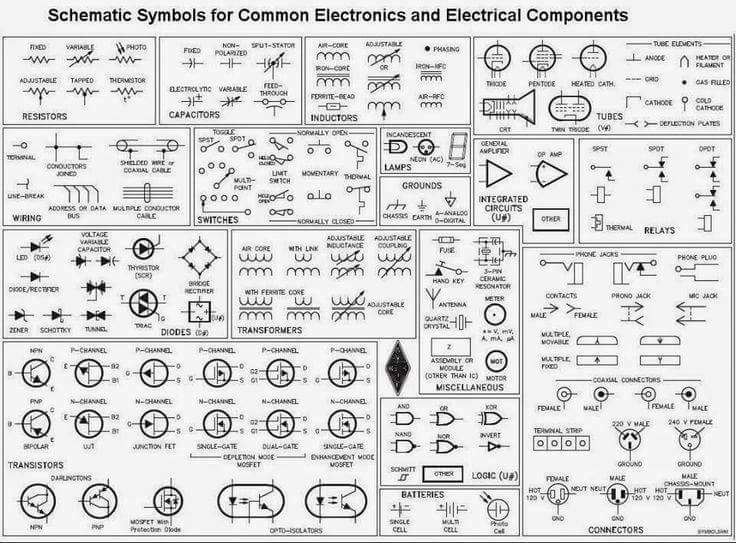 Schematic Symbols for Common Electronics and Electrical Components
FIXED
VARIABLE
PHOTO
ADJUSTABLE
TAPPED
THERMISTOR
RESISTORS
FIXED
NON-
POLARIZED
SPLIT-STATOR
ELECTROLYTIC
VARIABLE
FEED-
THROUGH
CAPACITORS
AIR-CORE
ADJUSTABLE
PHASING
IRON-CORE
OR
IRON-RFC
FERRITE-BEAD
AIR-RFC
INDUCTORS
TRIODE
PENTODE
HEATED CATH.
CRT
TWIN TRIODE
TUBES
(V#)
TUBE ELEMENTS
ANODE
HEATER OR
FILAMENT
GRID
GAS FILLED
CATHODE
COLD
CATHODE
DEFLECTION PLATES
TERMINAL
CONDUCTORS
JOINED
SHIELDED WIRE or
COAXIAL CABLE
LINE-BREAK
ADDRESS OR DATA
BUS
MULTIPLE CONDUCTOR
CABLE
WIRING
TOGGLE
SPST
SPDT
NORMALLY OPEN
MULTI-
POINT
LIMIT
SWITCH
MOMENTARY
THERMAL
NORMALLY CLOSED
SWITCHES
INCANDESCENT
NEON (AC)
7-Seg
LAMPS
GROUNDS
CHASSIS
EARTH
A-ANALOG
D-DIGITAL
GENERAL
AMPLIFIER
OP AMP
INTEGRATED
CIRCUITS
(U#)
OTHER
SPST
SPDT
DPDT
THERMAL
RELAYS
LED (DS#)
VOLTAGE
VARIABLE
CAPACITOR
THYRISTOR
(SCR)
BRIDGE
RECTIFIER
DIODE/RECTIFIER
ZENER
SCHOTTKY
TUNNEL
TRIAC
DIODES (D#)
(U#)
AIR CORE
WITH LINK
ADJUSTABLE
INDUCTANCE
ADJUSTABLE
COUPLING
WITH FERRITE CORE
ADJUSTABLE
CORE
TRANSFORMERS
FUSE
HAND KEY
3-PIN
CERAMIC
RESONATOR
ANTENNA
METER
QUARTZ
CRYSTAL
* = V, mV,
A, mA, µA
Z
ASSEMBLY OR
MODULE
(OTHER THAN IC)
MOT
MOTOR
MISCELLANEOUS
PHONE JACKS
PHONE PLUG
CONTACTS
PHONO JACK
MIC JACK
MALE
FEMALE
MULTIPLE,
MOVABLE
MULTIPLE,
FIXED
COAXIAL CONNECTORS
FEMALE
MALE
FEMALE
MALE
TERMINAL STRIP
220 V MALE
240 V FEMALE
GROUND
GROUND
FEMALE
MALE
MALE
CHASSIS-MOUNT
HOT
120 V
NEUT
GND
HOT
120 V
NEUT
GND
HOT
120 V
NEUT
GND
CONNECTORS
NPN
P-CHANNEL
P-CHANNEL
P-CHANNEL
P-CHANNEL
P-CHANNEL
PNP
N-CHANNEL
N-CHANNEL
N-CHANNEL
N-CHANNEL
N-CHANNEL
BIPOLAR
UJT
JUNCTION FET
SINGLE-GATE
DUAL-GATE
SINGLE-GATE
DEPLETION MODE
MOSFET
ENHANCEMENT MODE
MOSFET
TRANSISTORS
DARLINGTONS
NPN
PNP
MOSFET With
Protection Diode
OPTO-ISOLATORS
AND
OR
XOR
NAND
NOR
INVERT
SCHMITT
OTHER
LOGIC (U#)
BATTERIES
SINGLE
CELL
MULTI
CELL
Photo
Cell